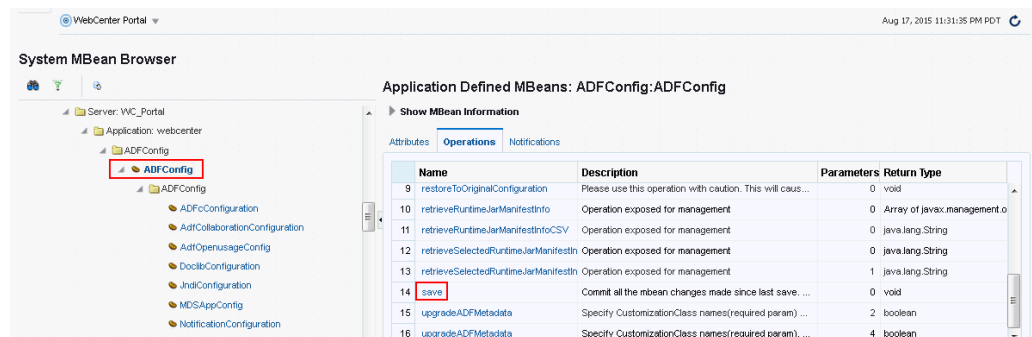 WebCenter Portal
Aug 17, 2015 11:31:35 PM PDT
System MBean Browser
Server: WC_Portal
Application: webcenter
ADFConfig
ADFConfig
ADFConfig
ADFcConfiguration
AdfCollaborationConfiguration
AdfOpenusageConfig
DoclibConfiguration
JndiConfiguration
MDSAppConfig
NotificationConfiguration
Application Defined MBeans: ADFConfig:ADFConfig
Show MBean Information
Attributes Operations Notifications
Name Description Parameters Return Type
9 restoreToOriginalConfiguration Please use this operation with caution. This will caus... 0 void
10 retrieveRuntimeJarManifestInfo Operation exposed for management 0 Array of javax.management.o
11 retrieveRuntimeJarManifestInfoCSV Operation exposed for management 0 java.lang.String
12 retrieveSelectedRuntimeJarManifestIn Operation exposed for management 0 java.lang.String
13 retrieveSelectedRuntimeJarManifestIn Operation exposed for management 1 java.lang.String
14 save Commit all the mbean changes made since last save. ... 0 void
15 upgradeADFMetadata Specify CustomizationClass names(required param) ... 2 boolean
16 upgradeADFMetadata Specify CustomizationClass names(required param), ... 4 boolean